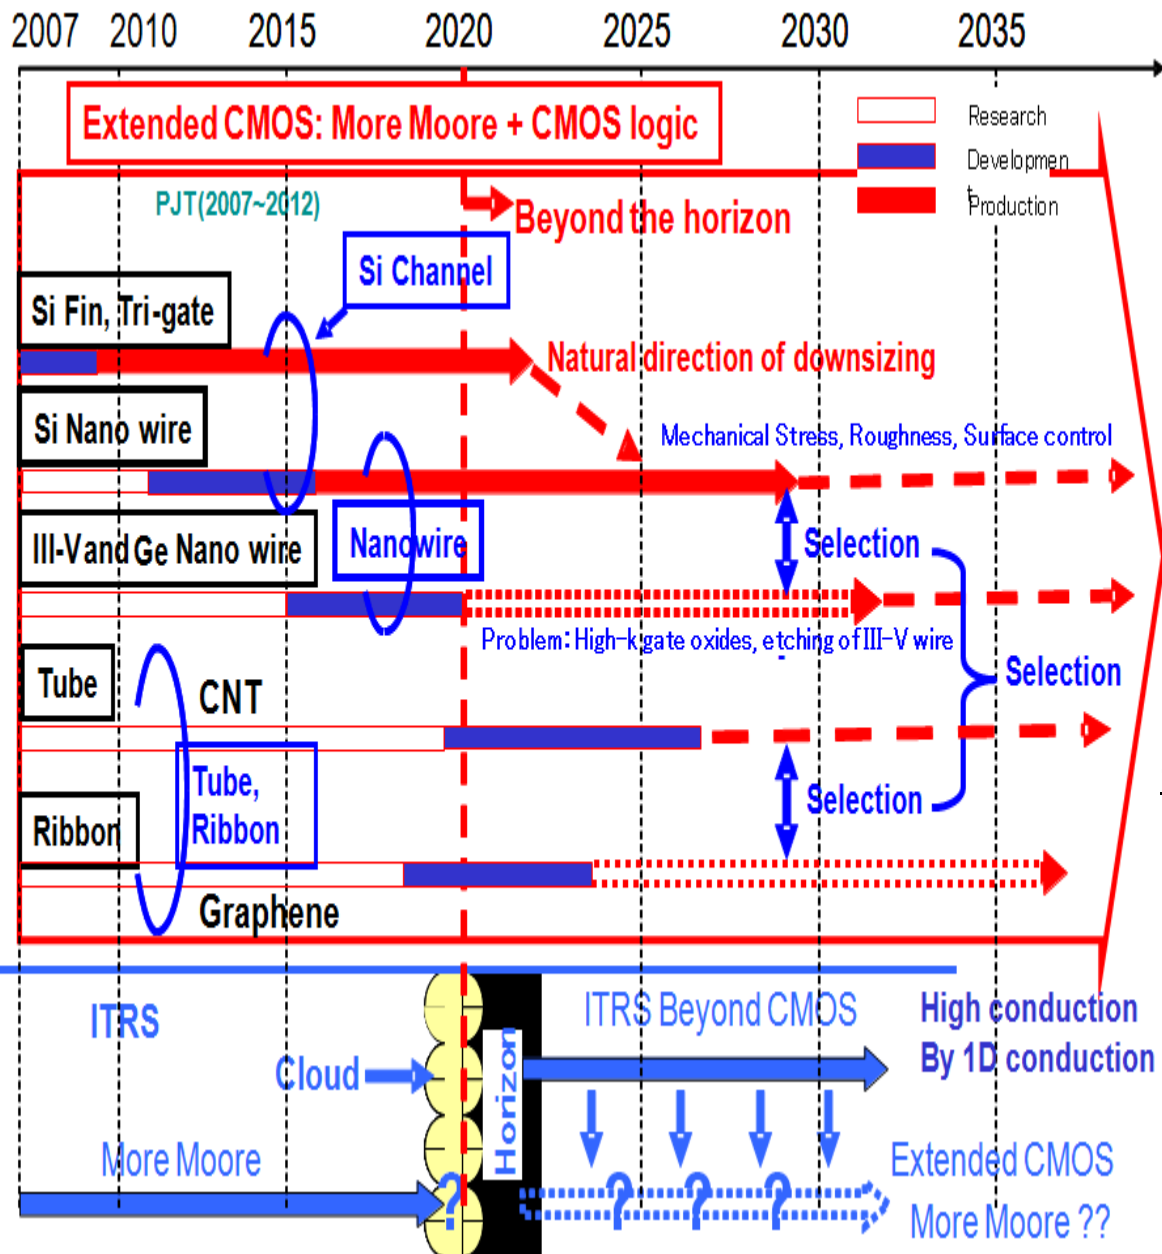 2007 2010 2015 2020 2025 2030 2035
Extended CMOS: More Moore + CMOS logic
Research
Developmen
t
Production
PJT(2007~2012)
Beyond the horizon
Si Channel
Si Fin, Tri-gate
Natural direction of downsizing
Si Nano wire
Mechanical Stress, Roughness, Surface control
III-V and Ge Nano wire
Nanowire
Selection
Problem: High-k gate oxides, etching of III-V wire
Selection
Tube
CNT
Tube,
Ribbon
Selection
Ribbon
Graphene
ITRS
ITRS Beyond CMOS
High conduction
By 1D conduction
Cloud
Horizon
More Moore
?
? ? ?
Extended CMOS
More Moore ??